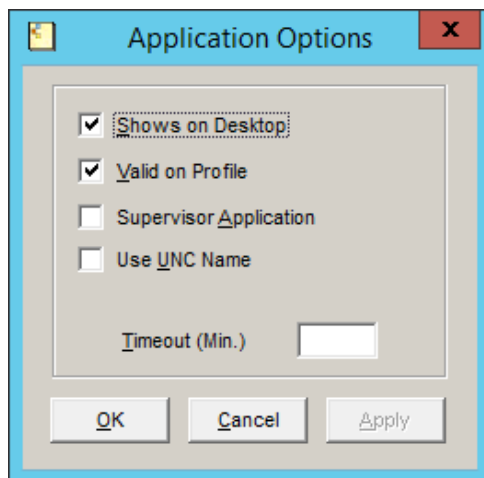 Application Options
x
Shows on Desktop
Valid on Profile
Supervisor Application
Use UNC Name
Timeout (Min.)
OK Cancel Apply